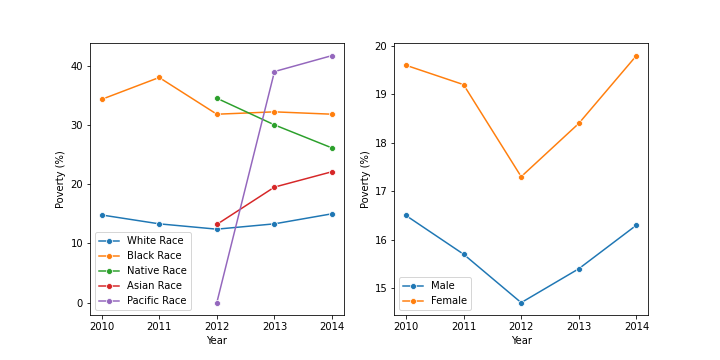 40
30
20
10
0
Poverty (%)
2010 2011 2012 2013 2014
Year
White Race
Black Race
Native Race
Asian Race
Pacific Race
20
19
18
17
16
15
Poverty (%)
2010 2011 2012 2013 2014
Year
Male
Female